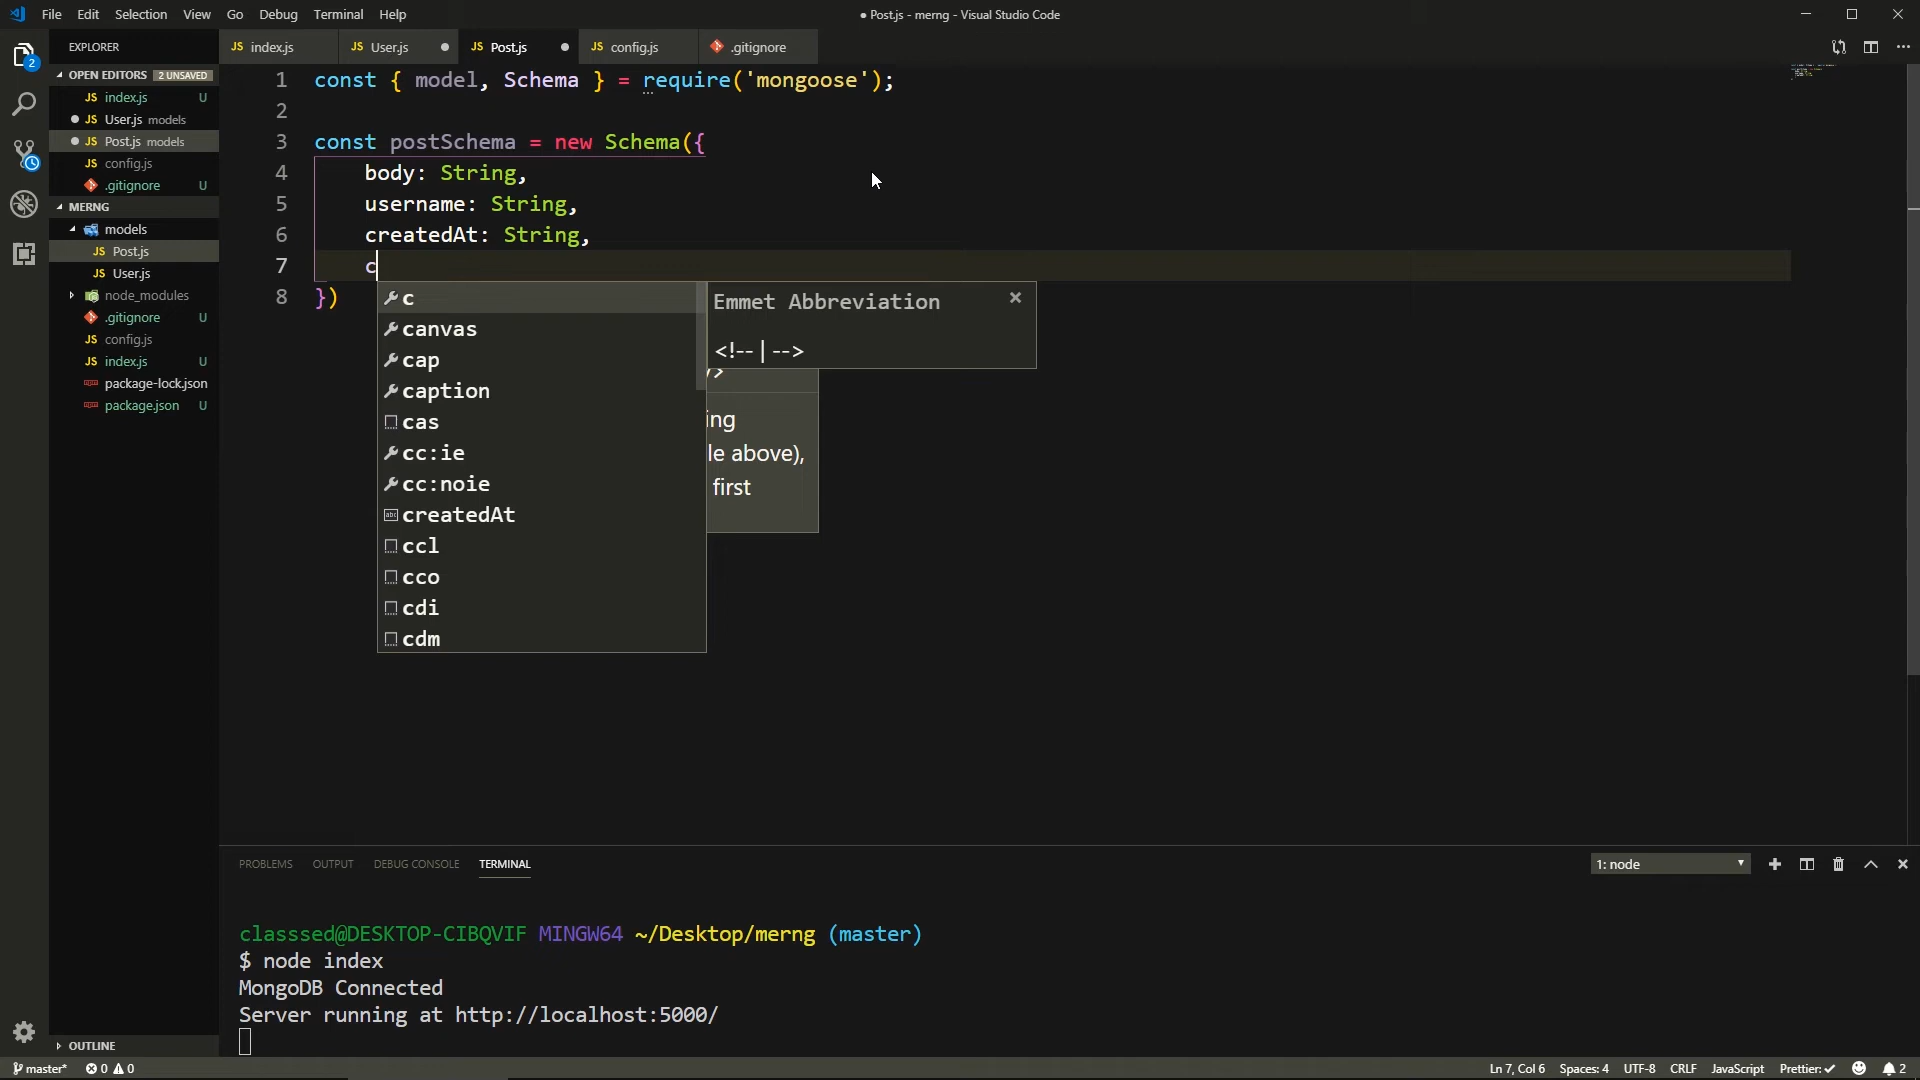 File Edit Selection View Go Debug Terminal Help
● Post.js - merng - Visual Studio Code
EXPLORER
JS index.js
JS User.js ●
JS Post.js ●
JS config.js
.gitignore
OPEN EDITORS 2 UNSAVED
JS index.js U
● JS User.js models
● JS Post.js models
JS config.js
.gitignore U
MERNG
models
JS Post.js
JS User.js
node_modules
.gitignore U
JS config.js
JS index.js U
package-lock.json
package.json U
OUTLINE
2
1 const { model, Schema } = require('mongoose');
2
3 const postSchema = new Schema({
4 body: String,
5 username: String,
6 createdAt: String,
7 c
8 })
c
canvas
cap
caption
cas
cc:ie
cc:noie
createdAt
ccl
cco
cdi
cdm
Emmet Abbreviation
<!-- | -->
/>
ing
le above),
first
PROBLEMS OUTPUT DEBUG CONSOLE TERMINAL
1: node
classsed@DESKTOP-CIBQVIF MINGW64 ~/Desktop/merng (master)
$ node index
MongoDB Connected
Server running at http://localhost:5000/
master* 0 0
Ln 7, Col 6 Spaces: 4 UTF-8 CRLF JavaScript Prettier: ✓ 2